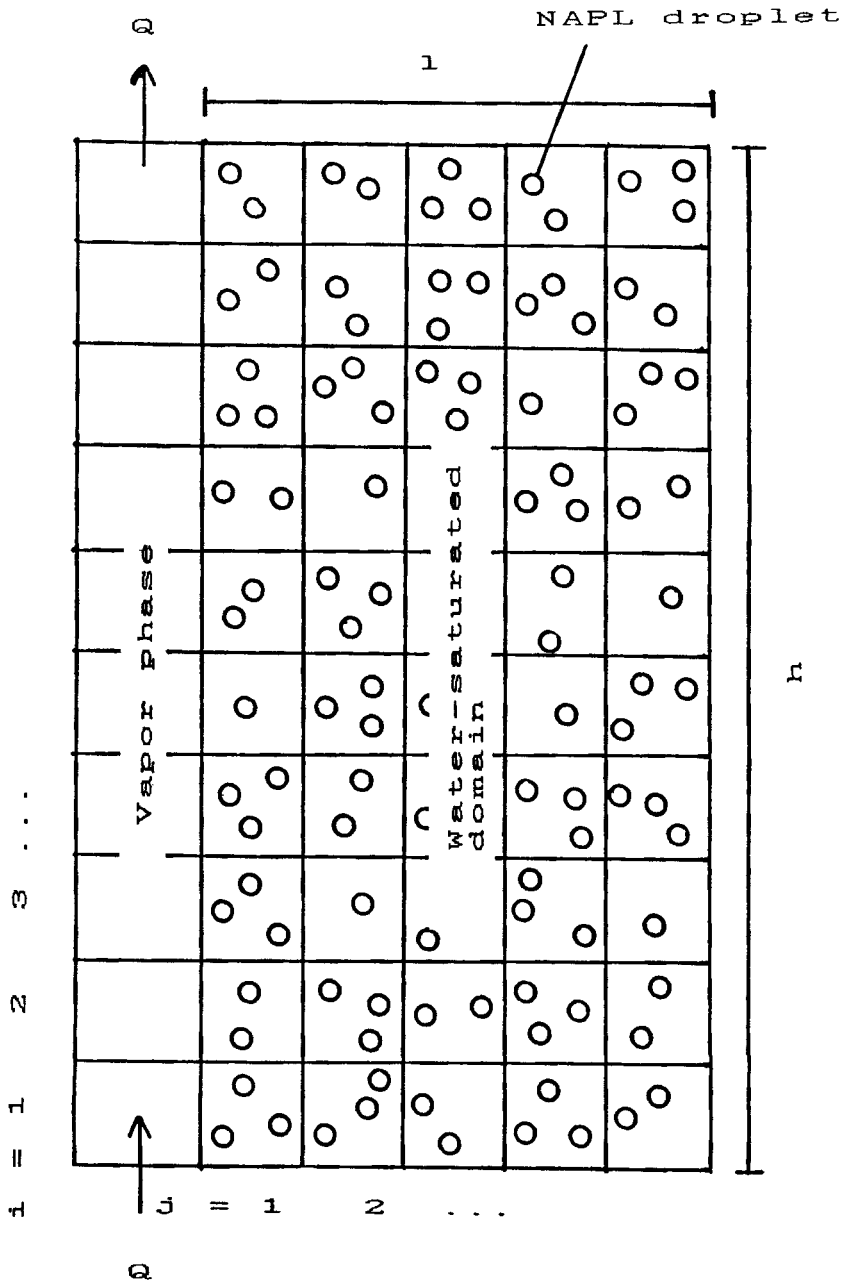 NAPL droplet
Q
l
Vapor phase
Water-saturated
domain
h
i = 1 2 3 ...
j = 1 2 ...
Q